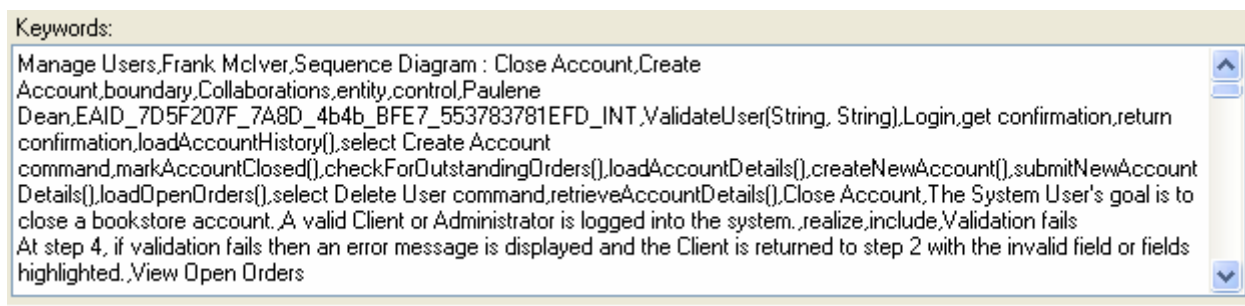 Keywords:
Manage Users,Frank McIver,Sequence Diagram : Close Account,Create
Account,boundary,Collaborations,entity,control,Paulene
Dean,EAID_7D5F207F_7A8D_4b4b_BFE7_553783781EFD_INT,ValidateUser(String, String),Login,get confirmation,return
confirmation,loadAccountHistory(),select Create Account
command,markAccountClosed(),checkForOutstandingOrders(),loadAccountDetails(),createNewAccount(),submitNewAccount
Details(),loadOpenOrders(),select Delete User command,retrieveAccountDetails(),Close Account,The System User's goal is to
close a bookstore account.,A valid Client or Administrator is logged into the system.,realize,include,Validation fails
At step 4, if validation fails then an error message is displayed and the Client is returned to step 2 with the invalid field or fields
highlighted.,View Open Orders